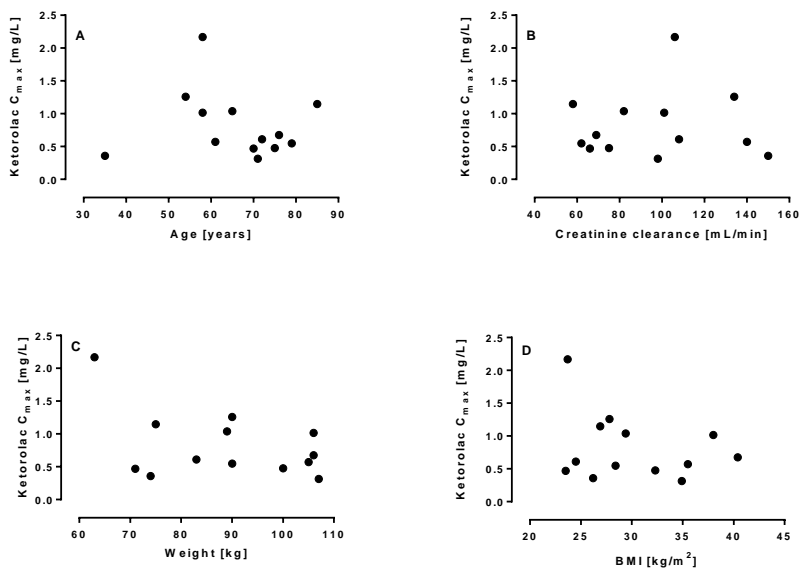 A
Ketorolac Cmax [mg/L]
2.5
2.0
1.5
1.0
0.5
0.0
30 40 50 60 70 80 90
Age [years]
B
Ketorolac Cmax [mg/L]
2.5
2.0
1.5
1.0
0.5
0.0
40 60 80 100 120 140 160
Creatinine clearance [mL/min]
C
Ketorolac Cmax [mg/L]
2.5
2.0
1.5
1.0
0.5
0.0
60 70 80 90 100 110
Weight [kg]
D
Ketorolac Cmax [mg/L]
2.5
2.0
1.5
1.0
0.5
0.0
20 25 30 35 40 45
BMI [kg/m²]